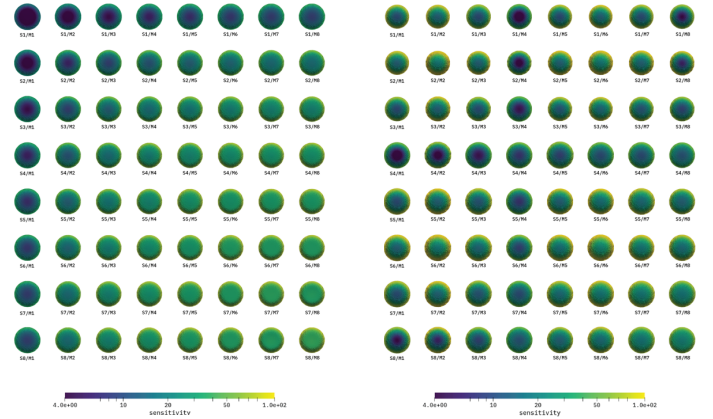 S1/M1 S1/M2 S1/M3 S1/M4 S1/M5 S1/M6 S1/M7 S1/M8 S1/M1 S1/M2 S1/M3 S1/M4 S1/M5 S1/M6 S1/M7 S1/M8
S2/M1 S2/M2 S2/M3 S2/M4 S2/M5 S2/M6 S2/M7 S2/M8 S2/M1 S2/M2 S2/M3 S2/M4 S2/M5 S2/M6 S2/M7 S2/M8
S3/M1 S3/M2 S3/M3 S3/M4 S3/M5 S3/M6 S3/M7 S3/M8 S3/M1 S3/M2 S3/M3 S3/M4 S3/M5 S3/M6 S3/M7 S3/M8
S4/M1 S4/M2 S4/M3 S4/M4 S4/M5 S4/M6 S4/M7 S4/M8 S4/M1 S4/M2 S4/M3 S4/M4 S4/M5 S4/M6 S4/M7 S4/M8
S5/M1 S5/M2 S5/M3 S5/M4 S5/M5 S5/M6 S5/M7 S5/M8 S5/M1 S5/M2 S5/M3 S5/M4 S5/M5 S5/M6 S5/M7 S5/M8
S6/M1 S6/M2 S6/M3 S6/M4 S6/M5 S6/M6 S6/M7 S6/M8 S6/M1 S6/M2 S6/M3 S6/M4 S6/M5 S6/M6 S6/M7 S6/M8
S7/M1 S7/M2 S7/M3 S7/M4 S7/M5 S7/M6 S7/M7 S7/M8 S7/M1 S7/M2 S7/M3 S7/M4 S7/M5 S7/M6 S7/M7 S7/M8
S8/M1 S8/M2 S8/M3 S8/M4 S8/M5 S8/M6 S8/M7 S8/M8 S8/M1 S8/M2 S8/M3 S8/M4 S8/M5 S8/M6 S8/M7 S8/M8
4.0e+00 10 20 50 1.0e+02 4.0e+00 10 20 50 1.0e+02
sensitivity sensitivity